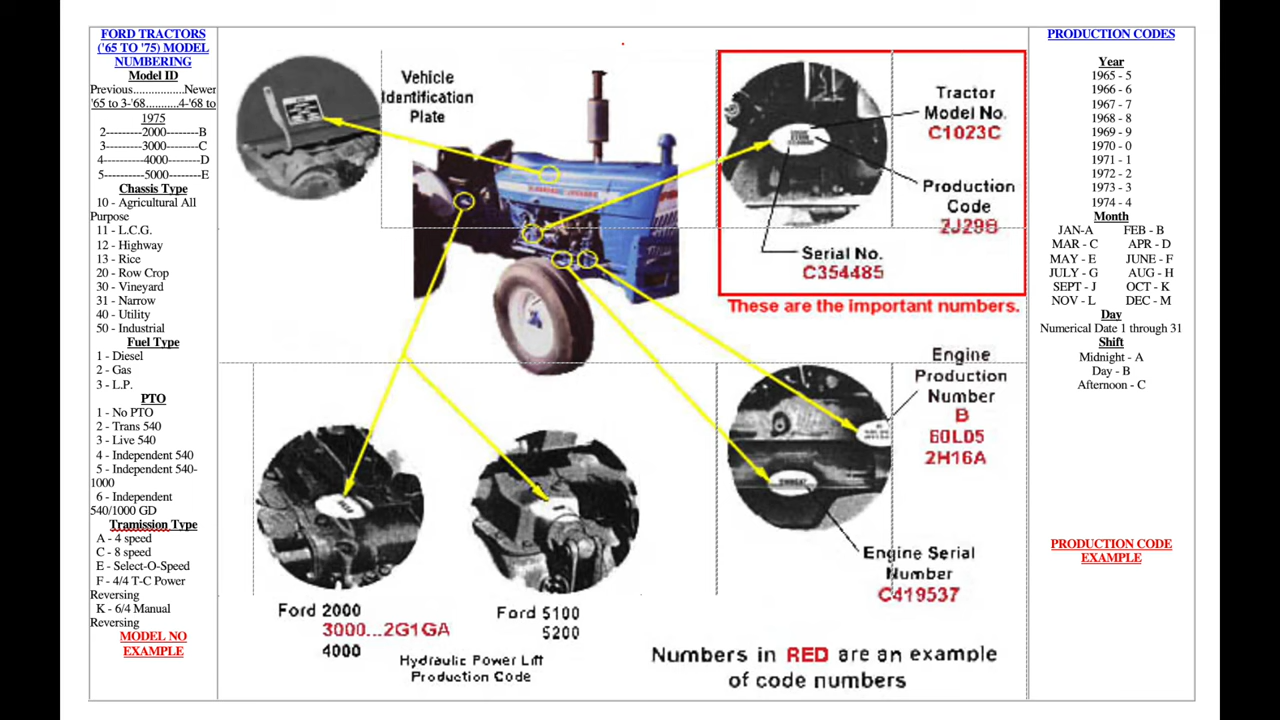 FORD TRACTORS
('65 TO '75) MODEL
NUMBERING
Model ID
Previous................Newer
'65 to 3-'68..........4-'68 to
1975
2---------2000--------B
3---------3000--------C
4---------4000--------D
5---------5000--------E
Chassis Type
10 - Agricultural All
Purpose
11 - L.C.G.
12 - Highway
13 - Rice
20 - Row Crop
30 - Vineyard
31 - Narrow
40 - Utility
50 - Industrial
Fuel Type
1 - Diesel
2 - Gas
3 - L.P.
PTO
1 - No PTO
2 - Trans 540
3 - Live 540
4 - Independent 540
5 - Independent 540-
1000
6 - Independent
540/1000 GD
Tramission Type
A - 4 speed
C - 8 speed
E - Select-O-Speed
F - 4/4 T-C Power
Reversing
K - 6/4 Manual
Reversing
MODEL NO
EXAMPLE
Vehicle
Identification
Plate
Tractor
Model No.
C1023C
Production
Code
2J29B
Serial No.
C354485
These are the important numbers.
Engine
Production
Number
B
60L05
2H16A
Engine Serial
Number
C419537
Ford 2000
3000...2G1GA
4000
Ford 5100
5200
Hydraulic Power Lift
Production Code
Numbers in RED are an example
of code numbers
PRODUCTION CODES
Year
1965 - 5
1966 - 6
1967 - 7
1968 - 8
1969 - 9
1970 - 0
1971 - 1
1972 - 2
1973 - 3
1974 - 4
Month
JAN-A FEB - B
MAR - C APR - D
MAY - E JUNE - F
JULY - G AUG - H
SEPT - J OCT - K
NOV - L DEC - M
Day
Numerical Date 1 through 31
Shift
Midnight - A
Day - B
Afternoon - C
PRODUCTION CODE
EXAMPLE